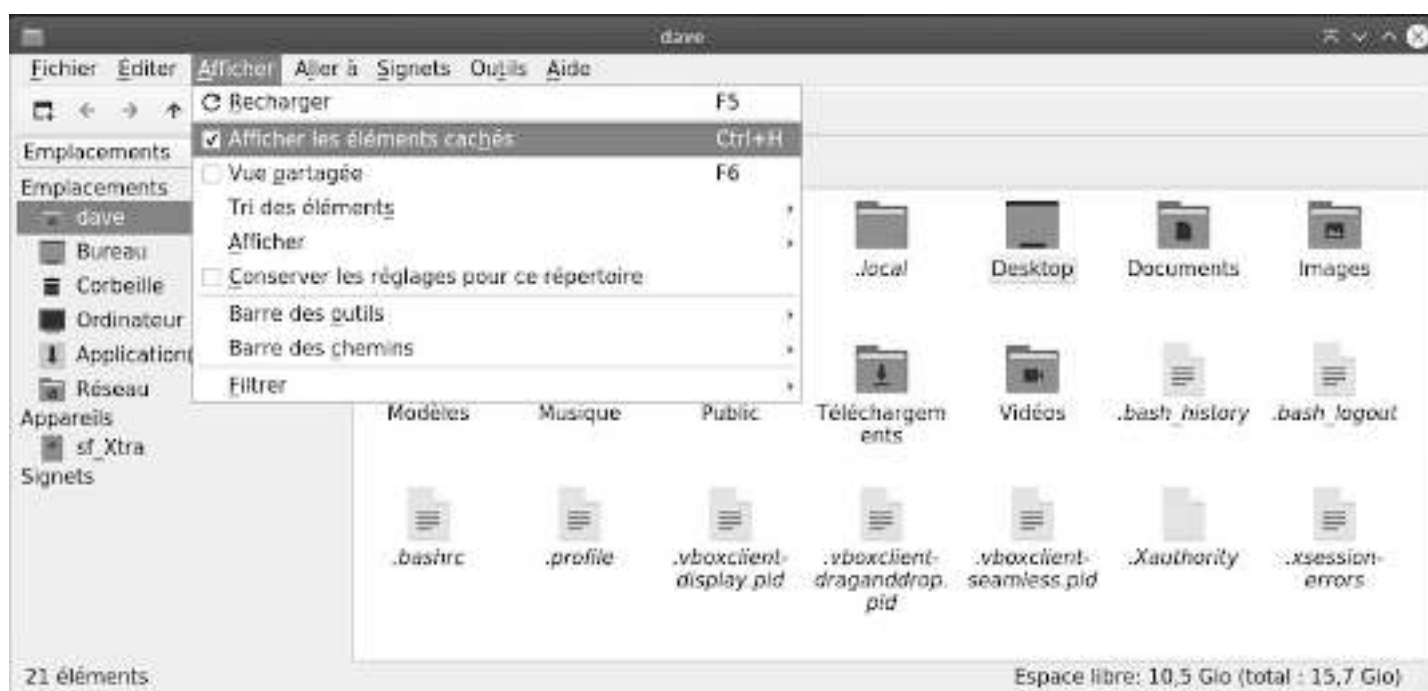 dave
Fichier Éditer Afficher Aller à Signets Outils Aide
Recharger F5
Afficher les éléments cachés Ctrl+H
Vue partagée F6
Tri des éléments
Afficher
Conserver les réglages pour ce répertoire
Barre des outils
Barre des chemins
Filtrer
Emplacements
Emplacements
dave
Bureau
Corbeille
Ordinateur
Application(
Réseau
Appareils
sf_Xtra
Signets
.local Desktop Documents Images
Modèles Musique Public Téléchargem Vidéos .bash_history .bash_logout
ents
.bashrc .profile .vboxclient- .vboxclient- .vboxclient- .Xauthority .xsession-
display.pid draganddrop. seamless.pid errors
pid
21 éléments Espace libre: 10,5 Gio (total : 15,7 Gio)